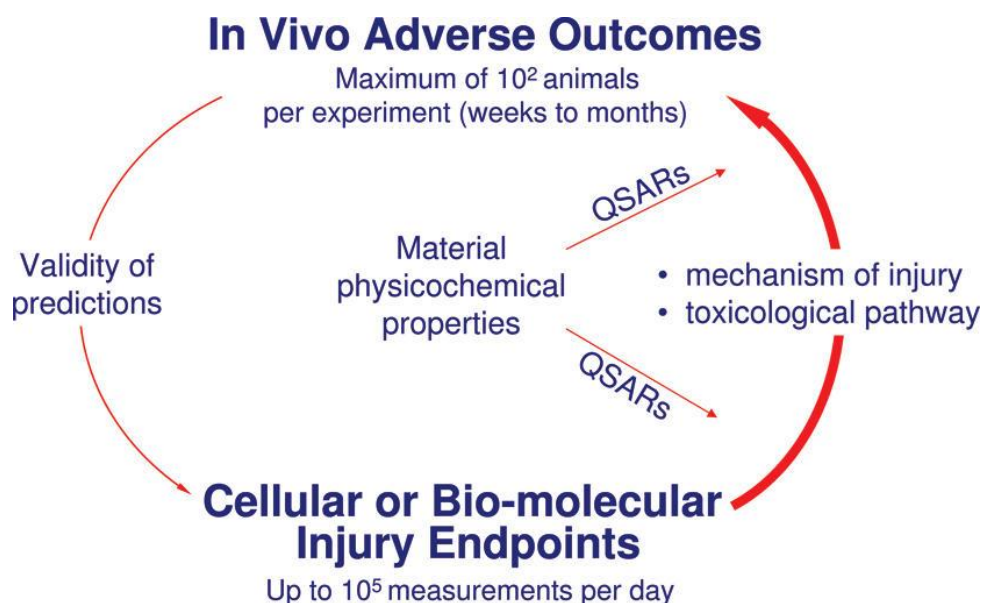 In Vivo Adverse Outcomes
Maximum of 10² animals
per experiment (weeks to months)
QSARs
Validity of
predictions
Material
physicochemical
properties
• mechanism of injury
• toxicological pathway
QSARs
Cellular or Bio-molecular
Injury Endpoints
Up to 10⁵ measurements per day